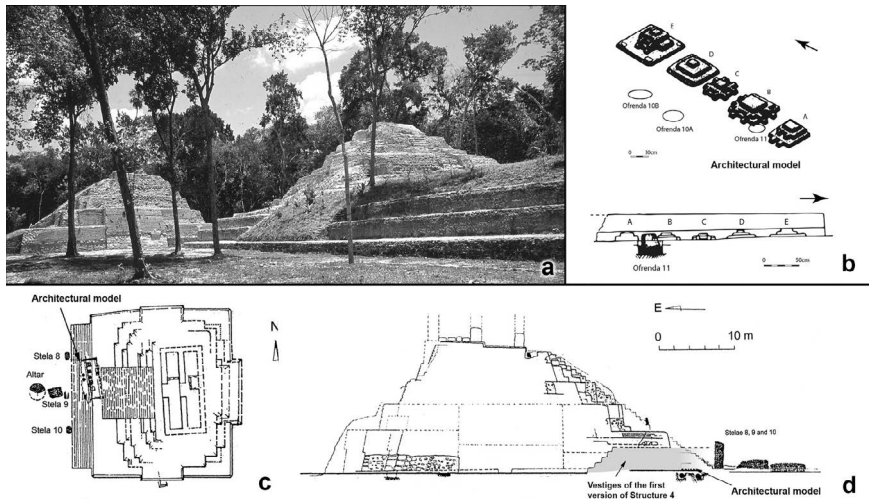 a
F
D
C
B
A
Ofrenda 10B
Ofrenda 10A
Ofrenda 11
0 50cm
Architectural model
A B C D E
Ofrenda 11
0 50cm
b
Architectural model
Stela 8
Altar
Stela 9
Stela 10
N
c
E
0 10 m
Stelae 8, 9 and 10
Vestiges of the first
version of Structure 4
Architectural model
d